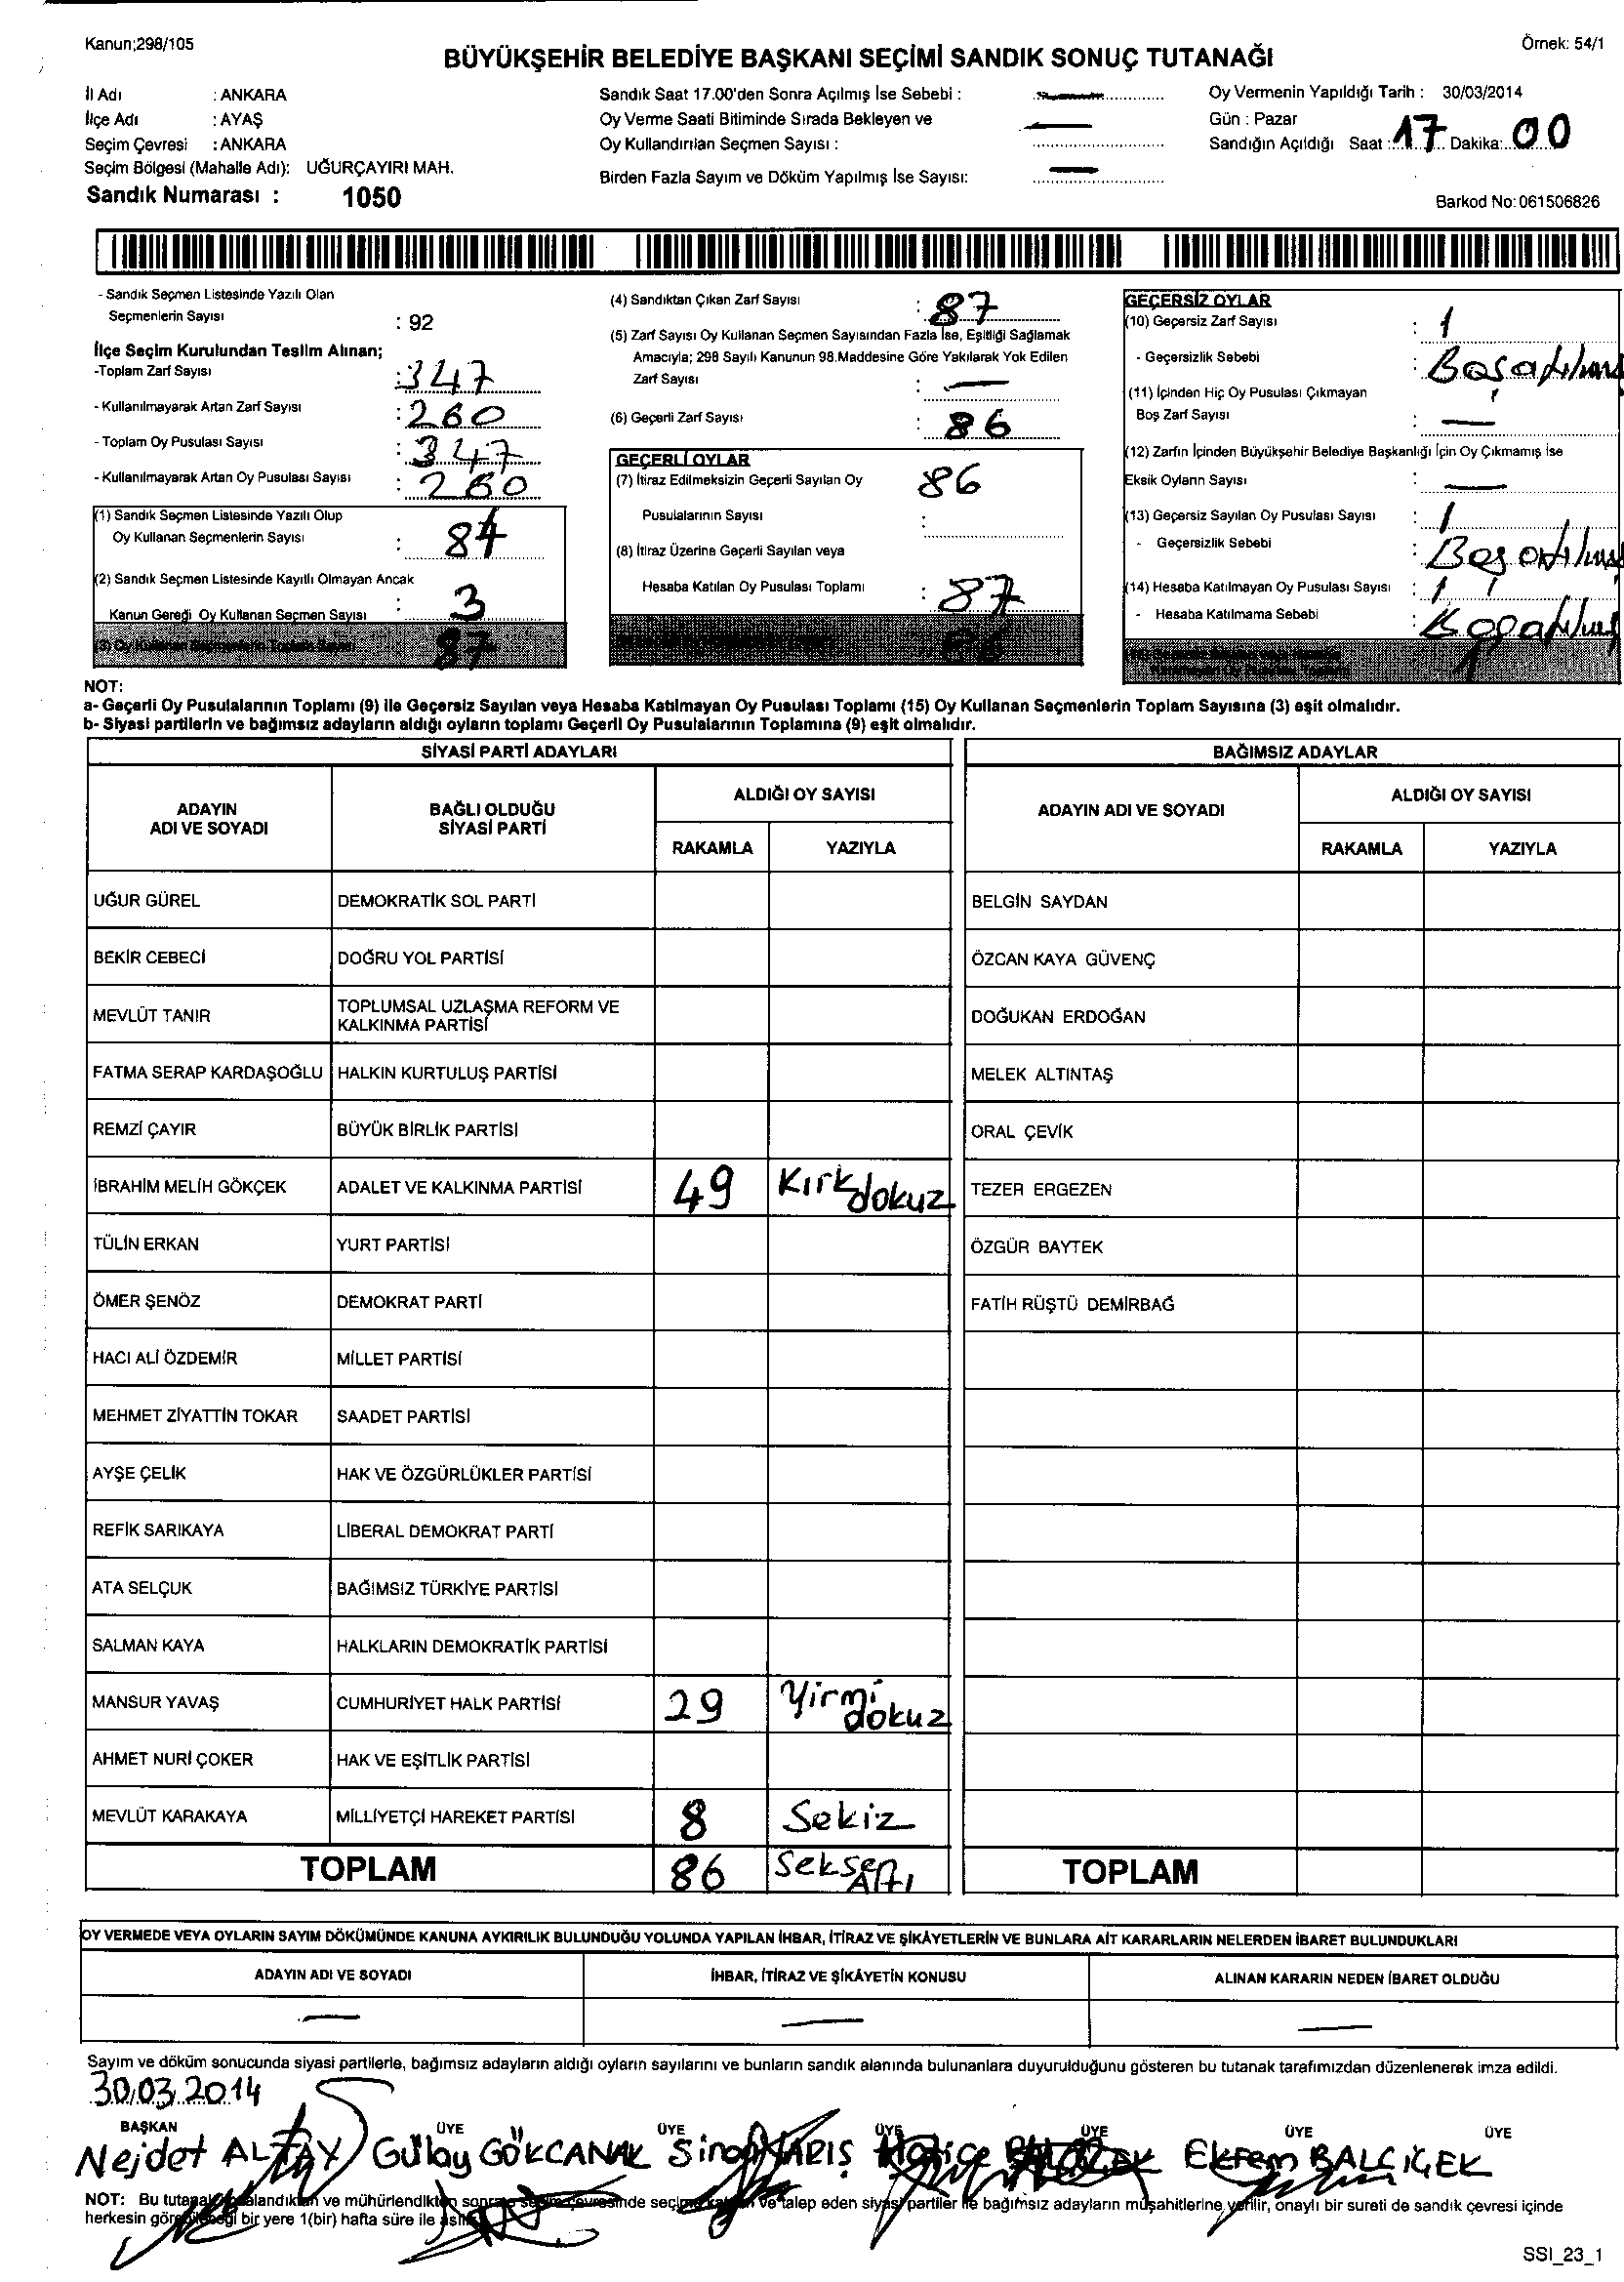 Kanun;298/105
Örnek: 54/1
BÜYÜKŞEHİR BELEDİYE BAŞKANI SEÇİMİ SANDIK SONUÇ TUTANAĞI
İl Adı : ANKARA
İlçe Adı : AYAŞ
Seçim Çevresi : ANKARA
Seçim Bölgesi (Mahalle Adı): UĞURÇAYIRI MAH.
Sandık Numarası : 1050
Sandık Saat 17.00'den Sonra Açılmış İse Sebebi :
Oy Verme Saati Bitiminde Sırada Bekleyen ve
Oy Kullandırılan Seçmen Sayısı :
Birden Fazla Sayım ve Döküm Yapılmış İse Sayısı:
Oy Vermenin Yapıldığı Tarih : 30/03/2014
Gün : Pazar
Sandığın Açıldığı Saat : 17 Dakika: 00
Barkod No: 061506826
- Sandık Seçmen Listesinde Yazılı Olan
Seçmenlerin Sayısı : 92
İlçe Seçim Kurulundan Teslim Alınan;
-Toplam Zarf Sayısı : 347
- Kullanılmayarak Artan Zarf Sayısı : 260
- Toplam Oy Pusulası Sayısı : 347
- Kullanılmayarak Artan Oy Pusulası Sayısı : 260
(1) Sandık Seçmen Listesinde Yazılı Olup
Oy Kullanan Seçmenlerin Sayısı : 84
(2) Sandık Seçmen Listesinde Kayıtlı Olmayan Ancak
Kanun Gereği Oy Kullanan Seçmen Sayısı : 3
(3) Oy Kullanan Seçmenlerin Toplam Sayısı 87
(4) Sandıktan Çıkan Zarf Sayısı : 87
(5) Zarf Sayısı Oy Kullanan Seçmen Sayısından Fazla İse, Eşitliği Sağlamak
Amacıyla; 298 Sayılı Kanunun 98.Maddesine Göre Yakılarak Yok Edilen
Zarf Sayısı : —
(6) Geçerli Zarf Sayısı : 86
GEÇERLİ OYLAR
(7) İtiraz Edilmeksizin Geçerli Sayılan Oy 86
Pusulalarının Sayısı :
(8) İtiraz Üzerine Geçerli Sayılan veya
Hesaba Katılan Oy Pusulası Toplamı : 87
86
GEÇERSİZ OYLAR
(10) Geçersiz Zarf Sayısı : 1
- Geçersizlik Sebebi : Boş atılmış
(11) İçinden Hiç Oy Pusulası Çıkmayan
Boş Zarf Sayısı : —
(12) Zarfın İçinden Büyükşehir Belediye Başkanlığı İçin Oy Çıkmamış İse
Eksik Oyların Sayısı : —
(13) Geçersiz Sayılan Oy Pusulası Sayısı : 1
- Geçersizlik Sebebi : Boş atılmış
(14) Hesaba Katılmayan Oy Pusulası Sayısı : 1
- Hesaba Katılmama Sebebi :
1
NOT:
a- Geçerli Oy Pusulalarının Toplamı (9) ile Geçersiz Sayılan veya Hesaba Katılmayan Oy Pusulası Toplamı (15) Oy Kullanan Seçmenlerin Toplam Sayısına (3) eşit olmalıdır.
b- Siyasi partilerin ve bağımsız adayların aldığı oyların toplamı Geçerli Oy Pusulalarının Toplamına (9) eşit olmalıdır.
SİYASİ PARTİ ADAYLARI
ADAYIN ADI VE SOYADI BAĞLI OLDUĞU SİYASİ PARTİ ALDIĞI OY SAYISI
RAKAMLA YAZIYLA
UĞUR GÜREL DEMOKRATİK SOL PARTİ
BEKİR CEBECİ DOĞRU YOL PARTİSİ
MEVLÜT TANIR TOPLUMSAL UZLAŞMA REFORM VE KALKINMA PARTİSİ
FATMA SERAP KARDAŞOĞLU HALKIN KURTULUŞ PARTİSİ
REMZİ ÇAYIR BÜYÜK BİRLİK PARTİSİ
İBRAHİM MELİH GÖKÇEK ADALET VE KALKINMA PARTİSİ 49 Kırkdokuz
TÜLİN ERKAN YURT PARTİSİ
ÖMER ŞENÖZ DEMOKRAT PARTİ
HACI ALİ ÖZDEMİR MİLLET PARTİSİ
MEHMET ZİYATTİN TOKAR SAADET PARTİSİ
AYŞE ÇELİK HAK VE ÖZGÜRLÜKLER PARTİSİ
REFİK SARIKAYA LİBERAL DEMOKRAT PARTİ
ATA SELÇUK BAĞIMSIZ TÜRKİYE PARTİSİ
SALMAN KAYA HALKLARIN DEMOKRATİK PARTİSİ
MANSUR YAVAŞ CUMHURİYET HALK PARTİSİ 29 Yirmi dokuz
AHMET NURİ ÇOKER HAK VE EŞİTLİK PARTİSİ
MEVLÜT KARAKAYA MİLLİYETÇİ HAREKET PARTİSİ 8 Sekiz
TOPLAM 86 Seksen Altı
BAĞIMSIZ ADAYLAR
ADAYIN ADI VE SOYADI ALDIĞI OY SAYISI
RAKAMLA YAZIYLA
BELGİN SAYDAN
ÖZCAN KAYA GÜVENÇ
DOĞUKAN ERDOĞAN
MELEK ALTINTAŞ
ORAL ÇEVİK
TEZER ERGEZEN
ÖZGÜR BAYTEK
FATİH RÜŞTÜ DEMİRBAĞ
TOPLAM
OY VERMEDE VEYA OYLARIN SAYIM DÖKÜMÜNDE KANUNA AYKIRILIK BULUNDUĞU YOLUNDA YAPILAN İHBAR, İTİRAZ VE ŞİKÂYETLERİN VE BUNLARA AİT KARARLARIN NELERDEN İBARET BULUNDUKLARI
ADAYIN ADI VE SOYADI İHBAR, İTİRAZ VE ŞİKÂYETİN KONUSU ALINAN KARARIN NEDEN İBARET OLDUĞU
— — —
Sayım ve döküm sonucunda siyasi partilerle, bağımsız adayların aldığı oyların sayılarını ve bunların sandık alanında bulunanlara duyurulduğunu gösteren bu tutanak tarafımızdan düzenlenerek imza edildi.
30.03.2014
BAŞKAN ÜYE ÜYE ÜYE ÜYE ÜYE ÜYE
Nejdet ALTAY Gülay GÖKCANAK Sinan Hatice Ekrem BALÇİÇEK
NOT: Bu tutanak ve mühürlendikten sonra seçim çevresinde ve talep eden siyasi partiler ile bağımsız adayların müşahitlerine verilir, onaylı bir sureti de sandık çevresi içinde
herkesin görebileceği bir yere 1(bir) hafta süre ile
SSI_23_1